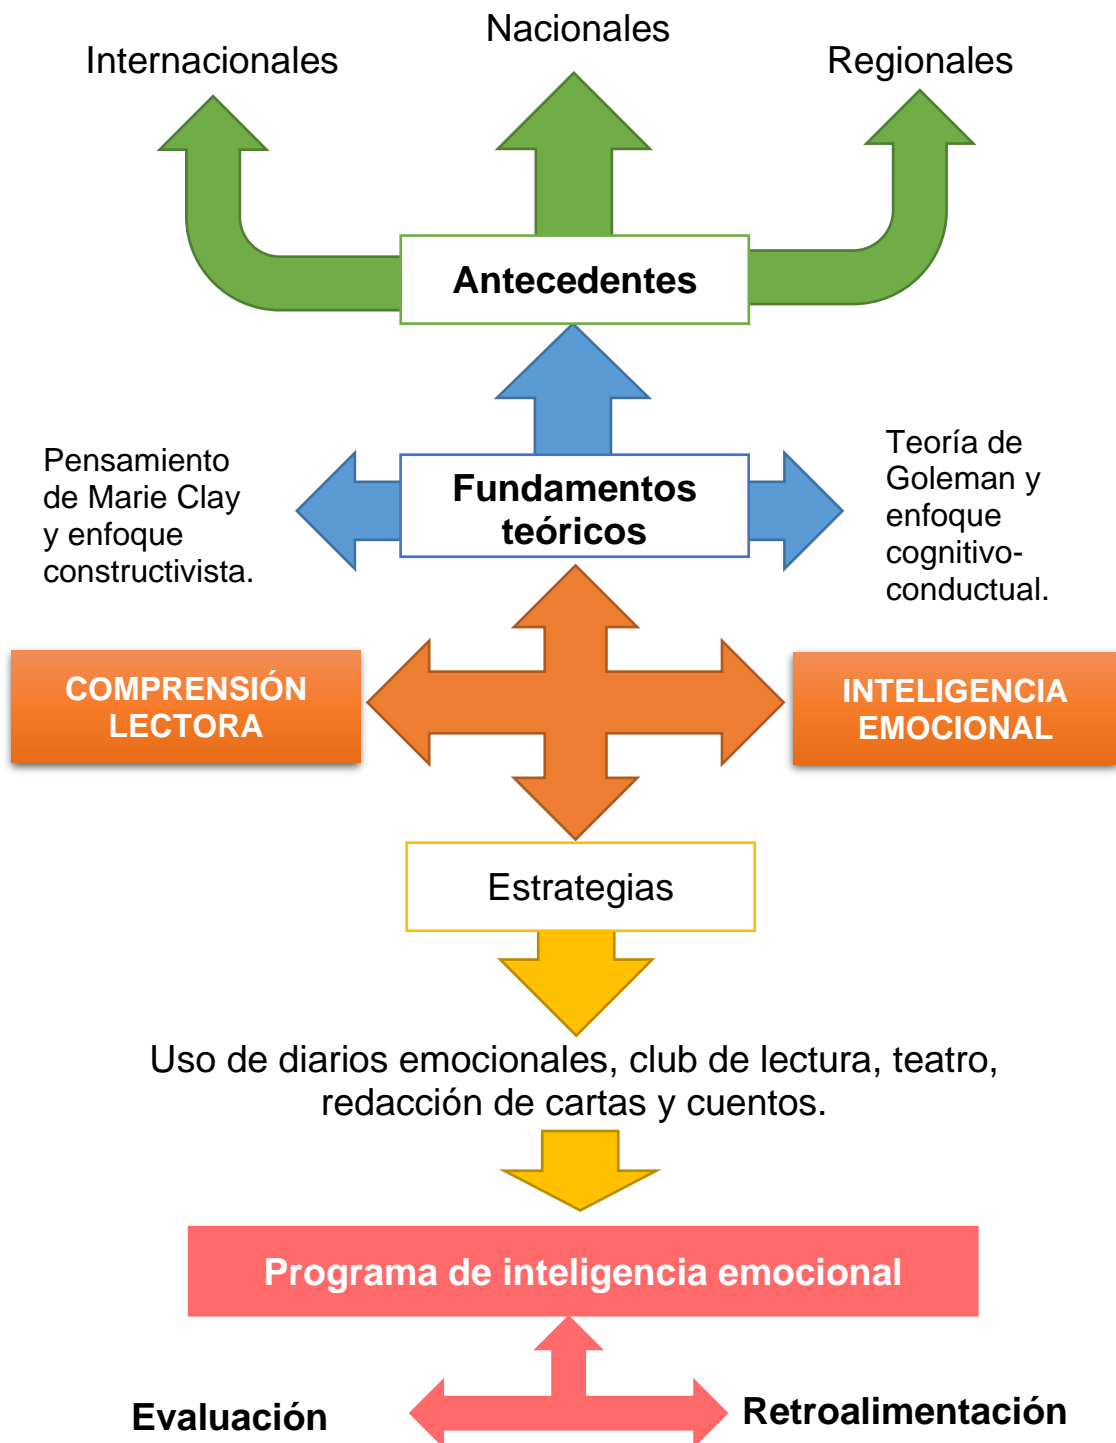 Nacionales
Internacionales
Regionales
Antecedentes
Pensamiento
de Marie Clay
y enfoque
constructivista.
Fundamentos
teóricos
Teoría de
Goleman y
enfoque
cognitivo-
conductual.
COMPRENSIÓN
LECTORA
INTELIGENCIA
EMOCIONAL
Estrategias
Uso de diarios emocionales, club de lectura, teatro,
redacción de cartas y cuentos.
Programa de inteligencia emocional
Evaluación
Retroalimentación